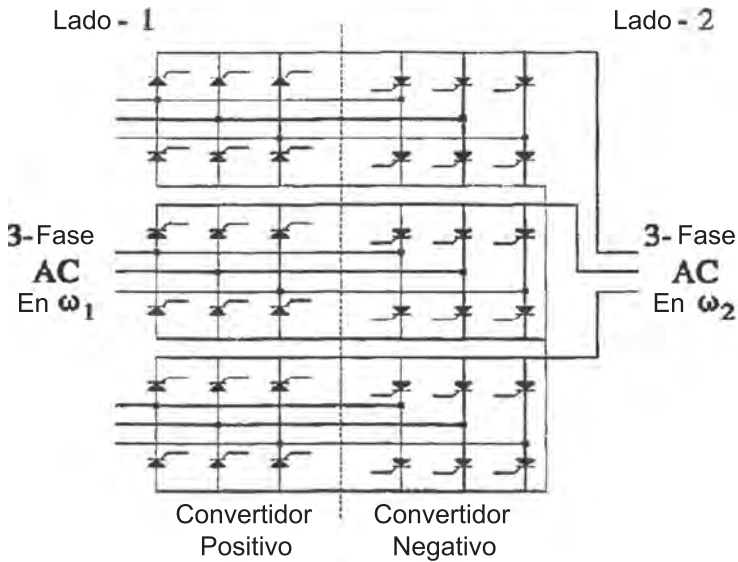 Lado - 1
Lado - 2
3-Fase
AC
En ω1
3-Fase
AC
En ω2
Convertidor
Positivo
Convertidor
Negativo